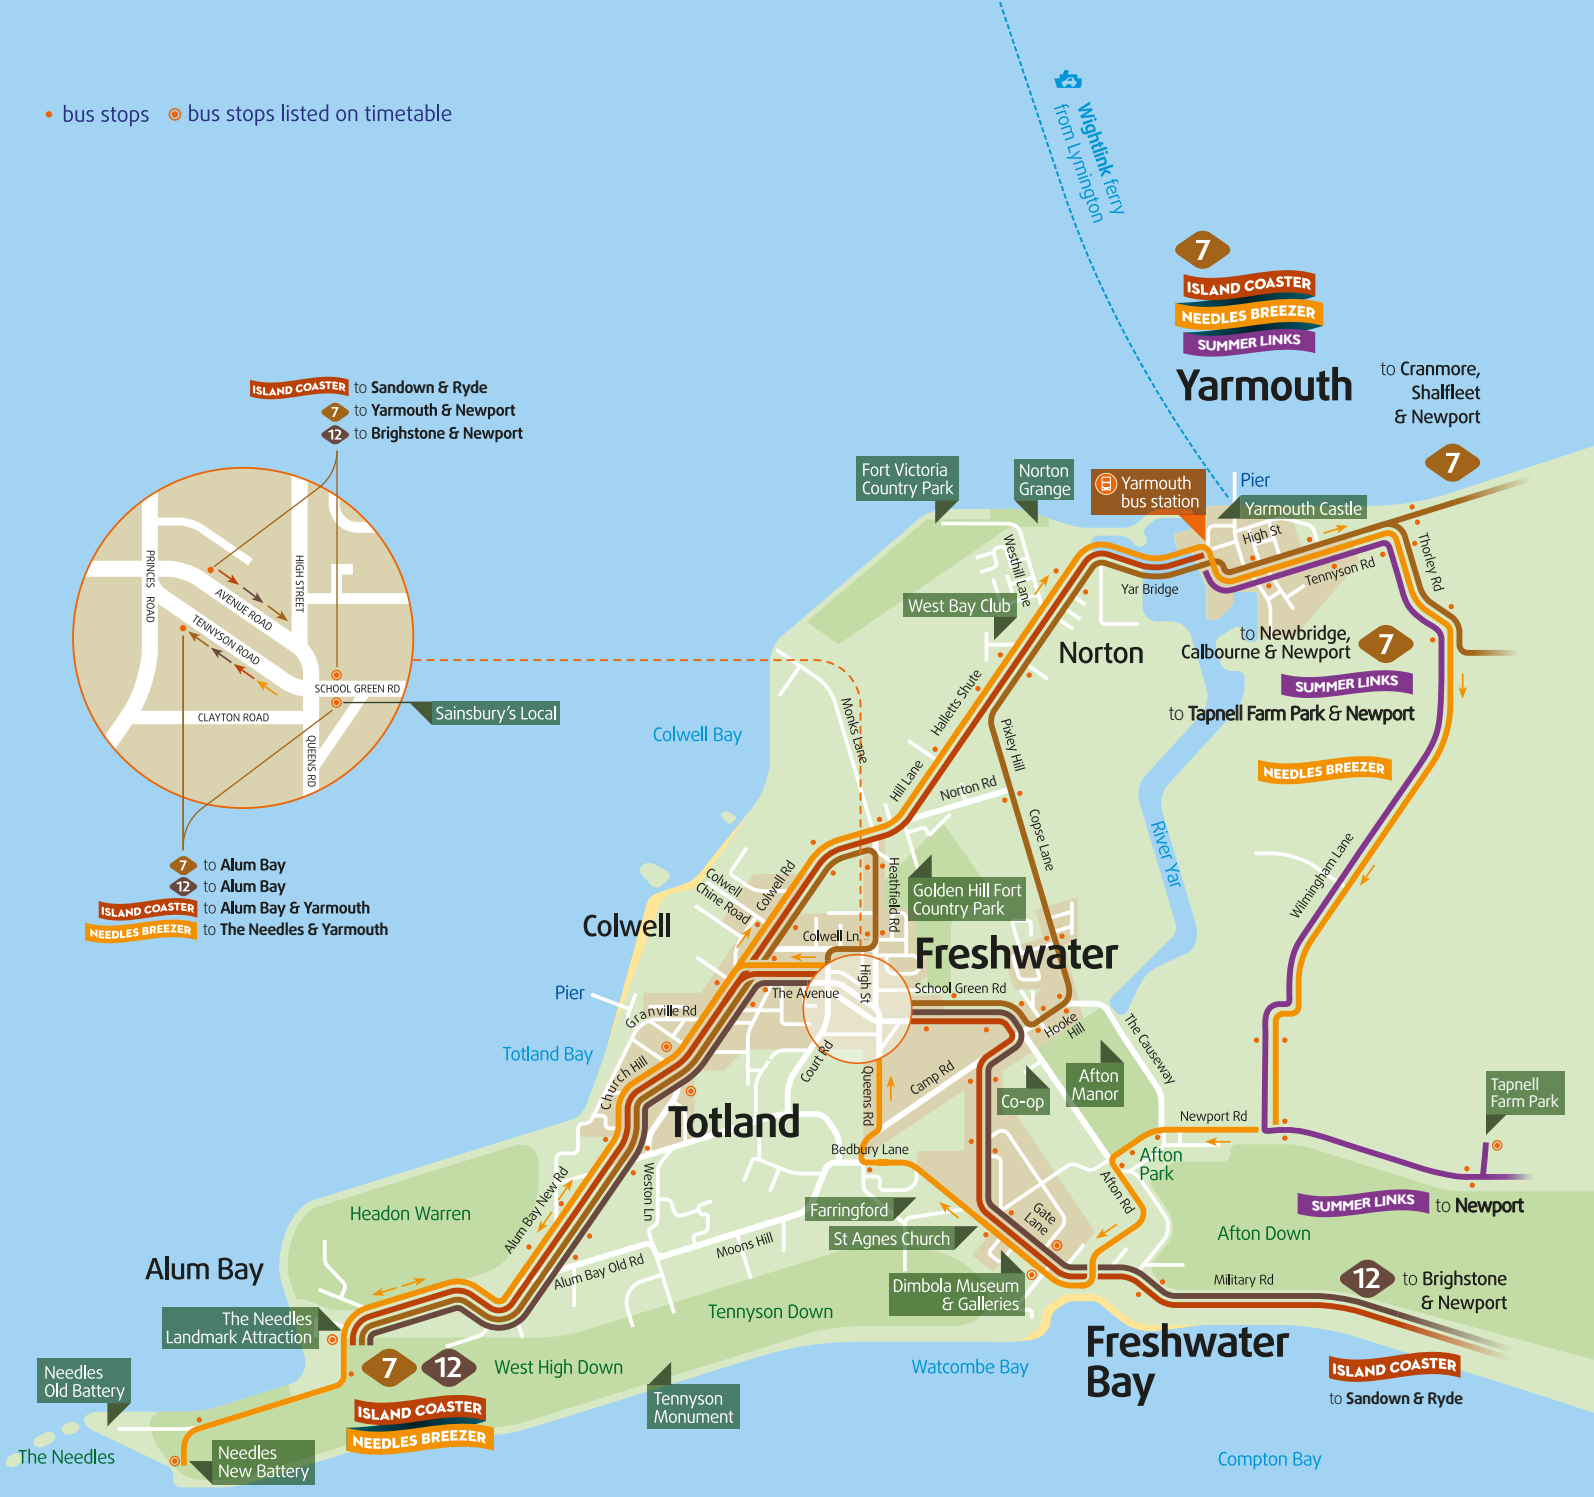 bus stops
bus stops listed on timetable
Wightlink ferry
from Lymington
7
ISLAND COASTER
NEEDLES BREEZER
SUMMER LINKS
Yarmouth
to Cranmore,
Shalfleet
& Newport
7
ISLAND COASTER to Sandown & Ryde
7 to Yarmouth & Newport
12 to Brighstone & Newport
PRINCES ROAD
HIGH STREET
AVENUE ROAD
TENNYSON ROAD
SCHOOL GREEN RD
CLAYTON ROAD
QUEENS RD
Sainsbury's Local
7 to Alum Bay
12 to Alum Bay
ISLAND COASTER to Alum Bay & Yarmouth
NEEDLES BREEZER to The Needles & Yarmouth
Fort Victoria
Country Park
Norton
Grange
Yarmouth
bus station
Pier
Yarmouth Castle
High St
Tennyson Rd
Thorley Rd
Westhill Lane
Yar Bridge
West Bay Club
Norton
to Newbridge,
Calbourne & Newport
7
SUMMER LINKS
to Tapnell Farm Park & Newport
NEEDLES BREEZER
Colwell Bay
Monks Lane
Halletts Shute
Hill Lane
Pixley Hill
Norton Rd
Copse Lane
River Yar
Wilmingham Lane
Colwell
Chine Road
Colwell Rd
Heathfield Rd
Golden Hill Fort
Country Park
Colwell
Colwell Ln
Freshwater
High St
School Green Rd
The Avenue
Pier
Granville Rd
Hooke
Hill
The Causeway
Totland Bay
Church Hill
Court Rd
Queens Rd
Camp Rd
Co-op
Afton
Manor
Tapnell
Farm Park
Totland
Newport Rd
Bedbury Lane
Afton
Park
Weston Ln
Alum Bay New Rd
Afton Rd
Headon Warren
Farringford
Gate
Lane
SUMMER LINKS to Newport
St Agnes Church
Afton Down
Moons Hill
Alum Bay Old Rd
Alum Bay
Dimbola Museum
& Galleries
Military Rd
12 to Brighstone
& Newport
The Needles
Landmark Attraction
Tennyson Down
Freshwater
Bay
7
12
West High Down
Watcombe Bay
ISLAND COASTER
to Sandown & Ryde
Needles
Old Battery
Tennyson
Monument
ISLAND COASTER
NEEDLES BREEZER
The Needles
Needles
New Battery
Compton Bay